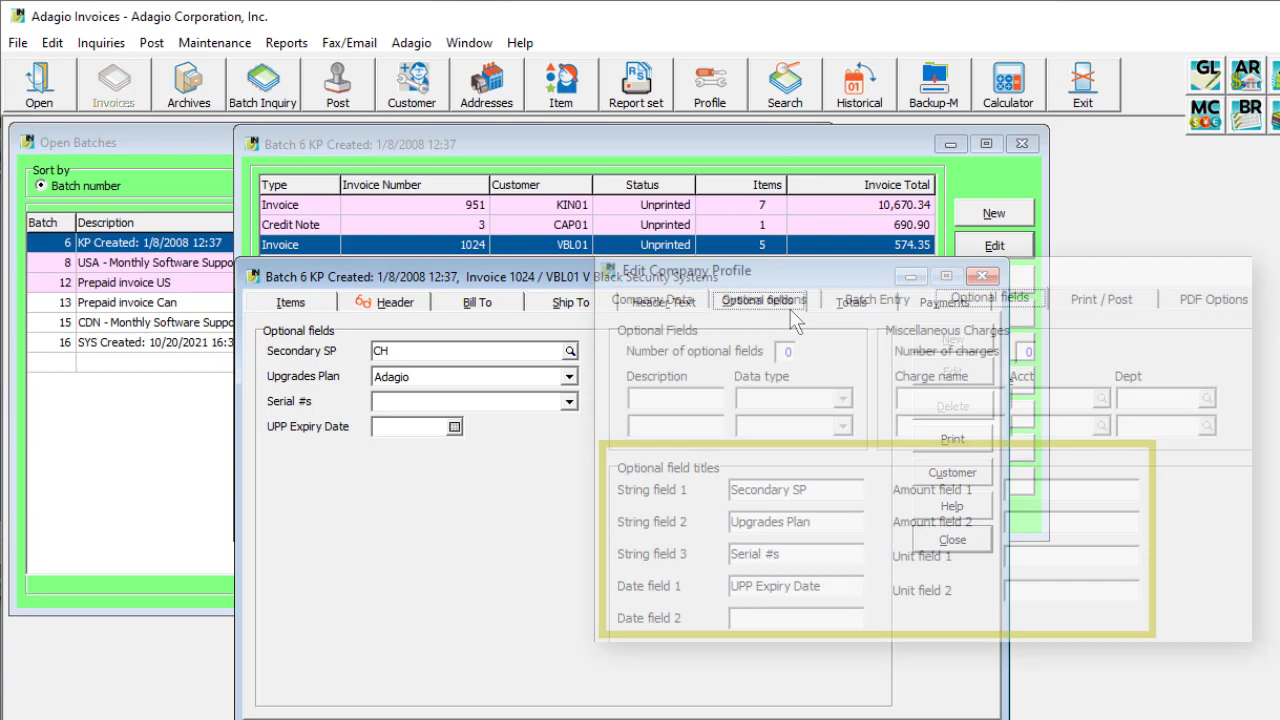 Adagio Invoices - Adagio Corporation, Inc.
File Edit Inquiries Post Maintenance Reports Fax/Email Adagio Window Help
Open Invoices Archives Batch Inquiry Post Customer Addresses Item Report set Profile Search Historical Backup-M Calculator Exit
GL AR
MC BR
Open Batches
Sort by
Batch number
Batch Description
6 KP Created: 1/8/2008 12:37
8 USA - Monthly Software Suppo
12 Prepaid invoice US
13 Prepaid invoice Can
15 CDN - Monthly Software Suppo
16 SYS Created: 10/20/2021 16:3
Batch 6 KP Created: 1/8/2008 12:37
Type Invoice Number Customer Status Items Invoice Total
Invoice 951 KIN01 Unprinted 7 10,670.34
Credit Note 3 CAP01 Unprinted 1 690.90
Invoice 1024 VBL01 Unprinted 5 574.35
New
Edit
Batch 6 KP Created: 1/8/2008 12:37, Invoice 1024 / VBL01 V Black Security Systems
Items Header Bill To Ship To Header Text Optional fields Totals Payments
Optional fields
Secondary SP CH
Upgrades Plan Adagio
Serial #s
UPP Expiry Date
New
Edit
Delete
Print
Customer
Help
Close
Edit Company Profile
Batch Entry Optional fields Print / Post PDF Options
Optional Fields
Number of optional fields 0
Description Data type
Miscellaneous Charges
Number of charges 0
Charge name Acct Dept
Optional field titles
String field 1 Secondary SP Amount field 1
String field 2 Upgrades Plan Amount field 2
String field 3 Serial #s Unit field 1
Date field 1 UPP Expiry Date Unit field 2
Date field 2